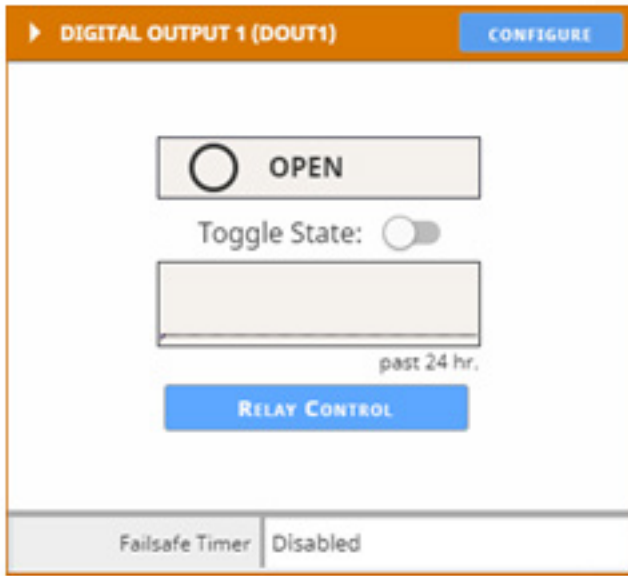 DIGITAL OUTPUT 1 (DOUT1) CONFIGURE
OPEN
Toggle State:
past 24 hr.
RELAY CONTROL
Failsafe Timer Disabled